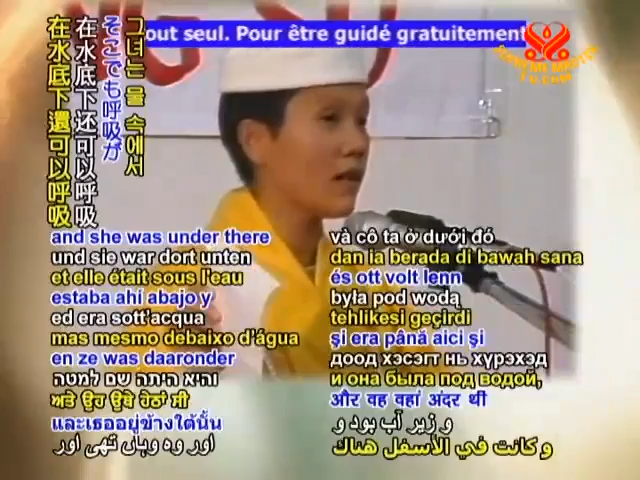 out seul. Pour être guidé gratuitement
SUPREME MASTER
TV
在水底下還可以呼吸
在水底下还可以呼吸
そこでも呼吸が
그녀는 물 속에서
and she was under there
und sie war dort unten
et elle était sous l'eau
estaba ahí abajo y
ed era sott'acqua
mas mesmo debaixo d'água
en ze was daaronder
והיא היתה שם למטה
ਅਤੇ ਉਹ ਉਥੇ ਹੇਠਾਂ ਸੀ
และเธออยู่ข้างใต้นั้น
اور وہ وہاں تھی اور
và cô ta ở dưới đó
dan ia berada di bawah sana
és ott volt lenn
była pod wodą
tehlikesi geçirdi
şi era până aici şi
доод хэсэгт нь хүрэхэд
и она была под водой,
और वह वहां अंदर थीं
و زیر آب بود و
و كانت في الأسفل هناك